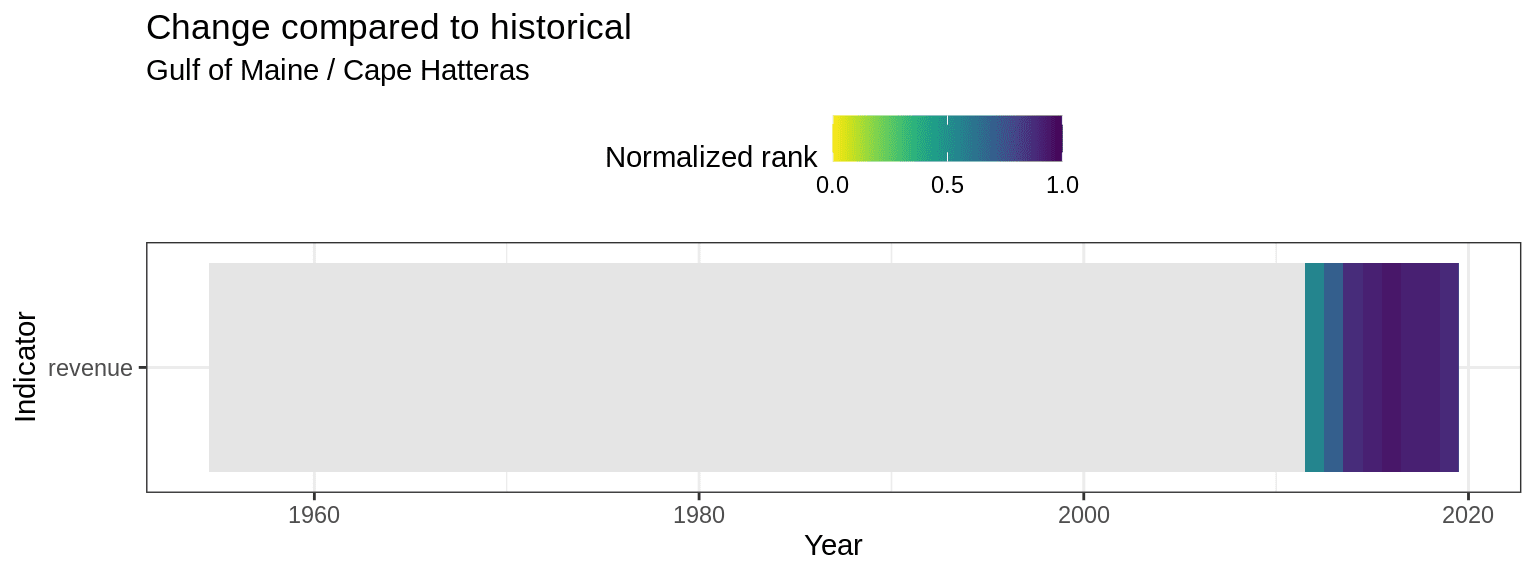 Change compared to historical
Gulf of Maine / Cape Hatteras
Normalized rank
0.0 0.5 1.0
Indicator
revenue
1960 1980 2000 2020
Year